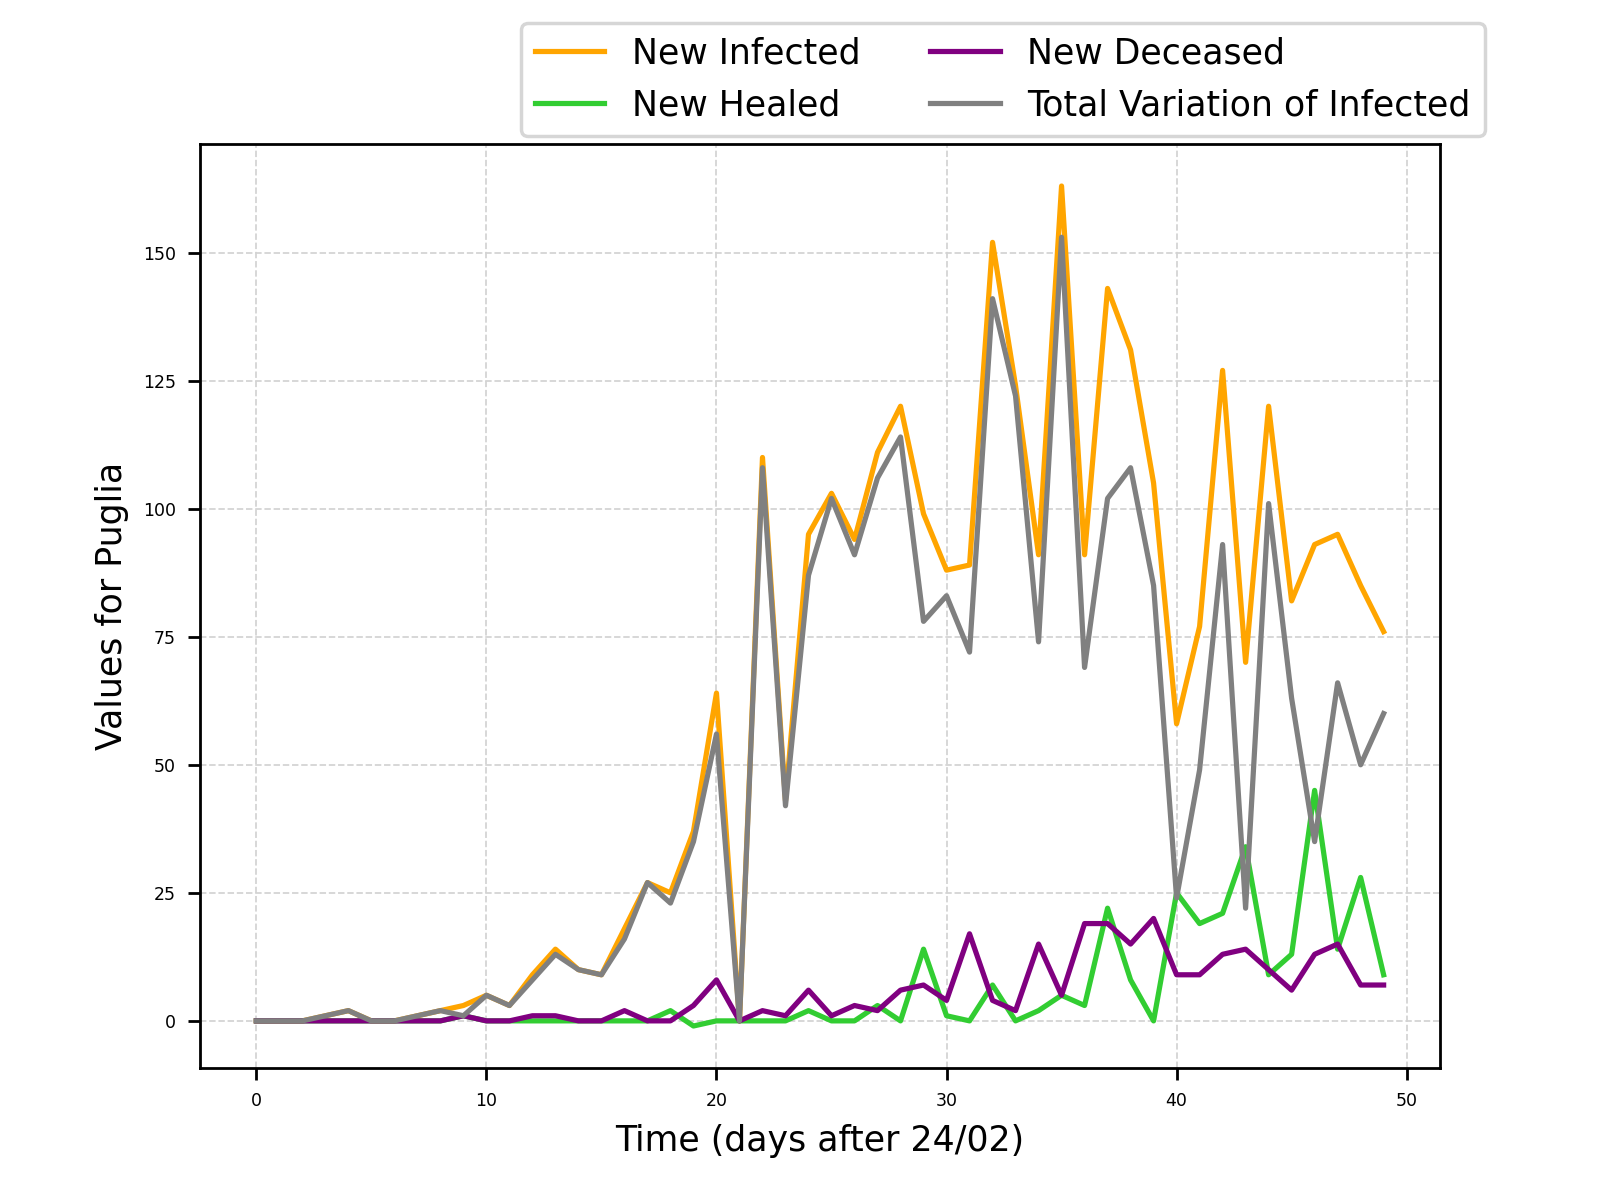 New Infected
New Healed
New Deceased
Total Variation of Infected
Values for Puglia
150
125
100
75
50
25
0
0 10 20 30 40 50
Time (days after 24/02)